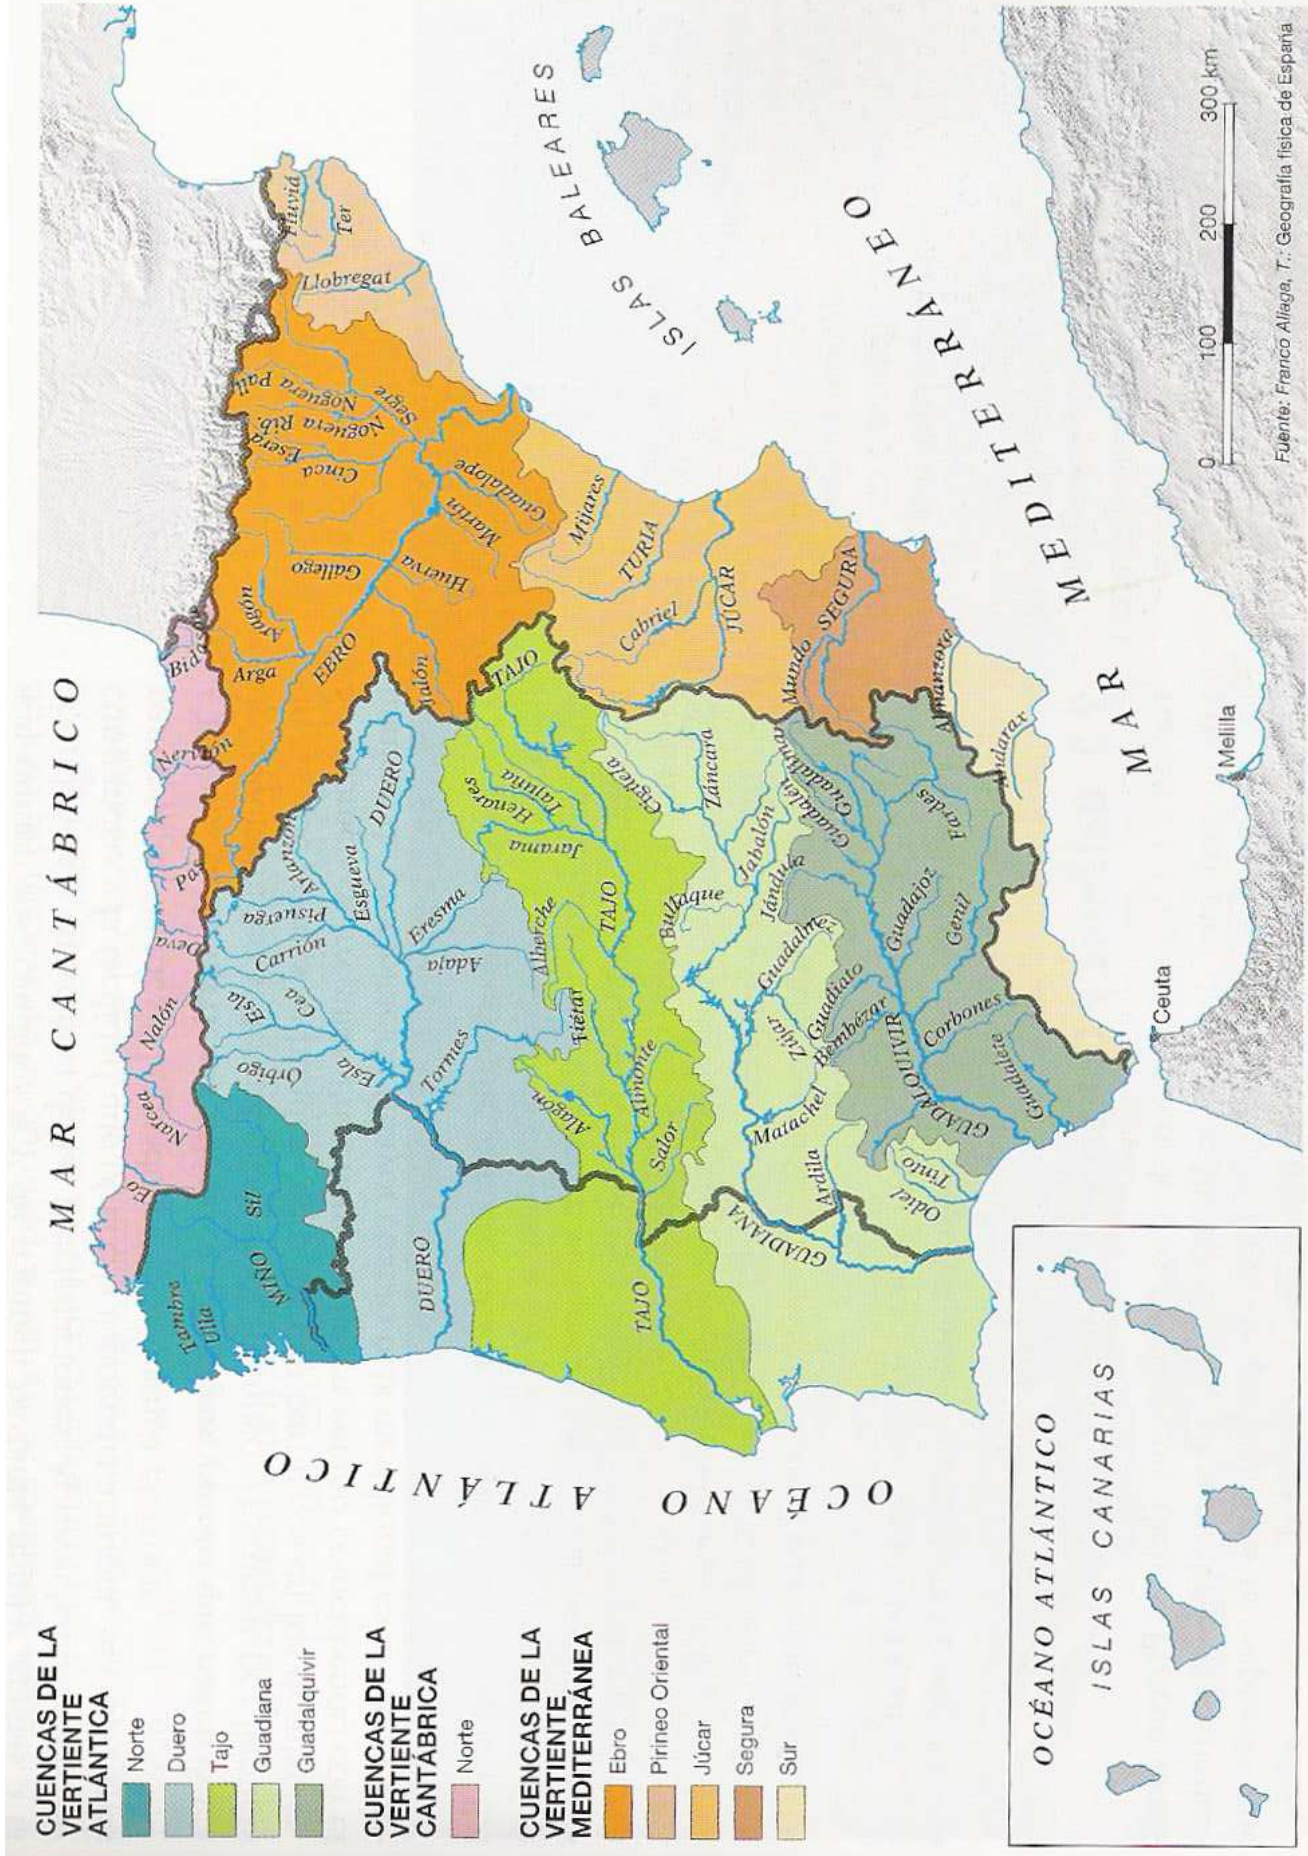 MAR CANTÁBRICO
OCÉANO ATLÁNTICO
MAR MEDITERRÁNEO
ISLAS BALEARES
CUENCAS DE LA
VERTIENTE
ATLÁNTICA
Norte
Duero
Tajo
Guadiana
Guadalquivir
CUENCAS DE LA
VERTIENTE
CANTÁBRICA
Norte
CUENCAS DE LA
VERTIENTE
MEDITERRÁNEA
Ebro
Pirineo Oriental
Júcar
Segura
Sur
Eo
Narcea
Nalón
Deva
Pas
Nervión
Tambre
Ulla
MIÑO
Sil
Órbigo
Esla
Cea
Esla
Carrión
Pisuerga
Arlanzón
Esgueva
DUERO
DUERO
Tormes
Adaja
Eresma
EBRO
Arga
Aragón
Gallego
Cinca
Esera
Noguera Rib.
Noguera Pall.
Segre
Jalón
Huerva
Martín
Guadalope
Llobregat
Ter
Fluviá
TAJO
TAJO
TAJO
Alagón
Almonte
Salor
Tiétar
Alberche
Jarama
Henares
Tajuña
Mijares
TURIA
Cabriel
JÚCAR
SEGURA
Mundo
GUADIANA
Ardila
Matachel
Zújar
Guadalmez
Bullaque
Jabalón
Záncara
Cigüela
Odiel
Tinto
GUADALQUIVIR
Bembézar
Guadiato
Jándula
Guadalén
Guadalimar
Guadajoz
Genil
Fardes
Corbones
Guadalete
Almanzora
Andarax
Ceuta
Melilla
OCÉANO ATLÁNTICO
ISLAS CANARIAS
0 100 200 300 km
Fuente: Franco Aliaga, T.: Geografía física de España